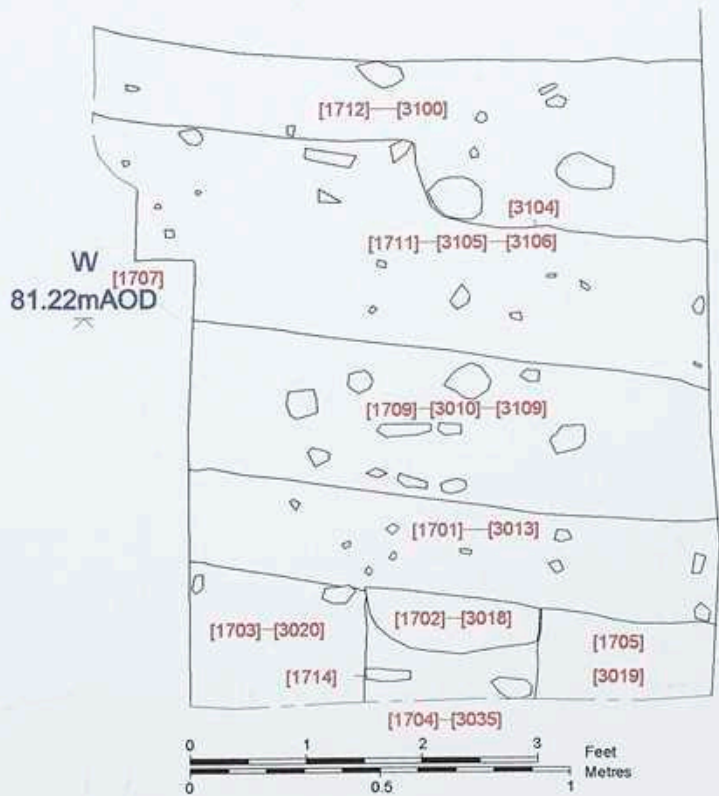 [1712]—[3100]
[3104]
[1711]—[3105]—[3106]
W
[1707]
81.22mAOD
[1709]—[3010]—[3109]
[1701]—[3013]
[1702]—[3018]
[1703]—[3020]
[1705]
[1714]
[3019]
[1704]—[3035]
0 1 2 3 Feet
Metres
0 0.5 1